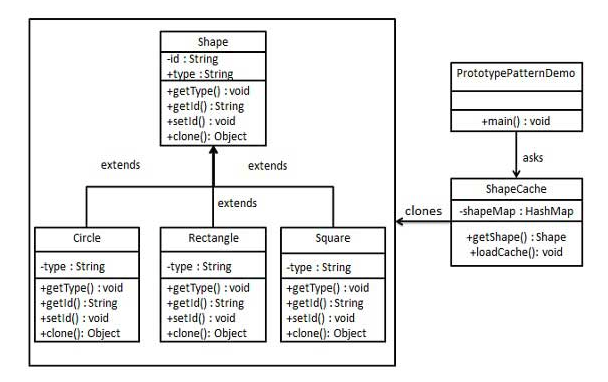 Shape
-id : String
+type : String
+getType() : void
+getId() : String
+setId() : void
+clone(): Object
extends
extends
extends
Circle
-type : String
+getType() : void
+getId() : String
+setId() : void
+clone(): Object
Rectangle
-type : String
+getType() : void
+getId() : String
+setId() : void
+clone(): Object
Square
-type : String
+getType() : void
+getId() : String
+setId() : void
+clone(): Object
PrototypePatternDemo
+main() : void
asks
ShapeCache
-shapeMap : HashMap
+getShape() : Shape
+loadCache(): void
clones